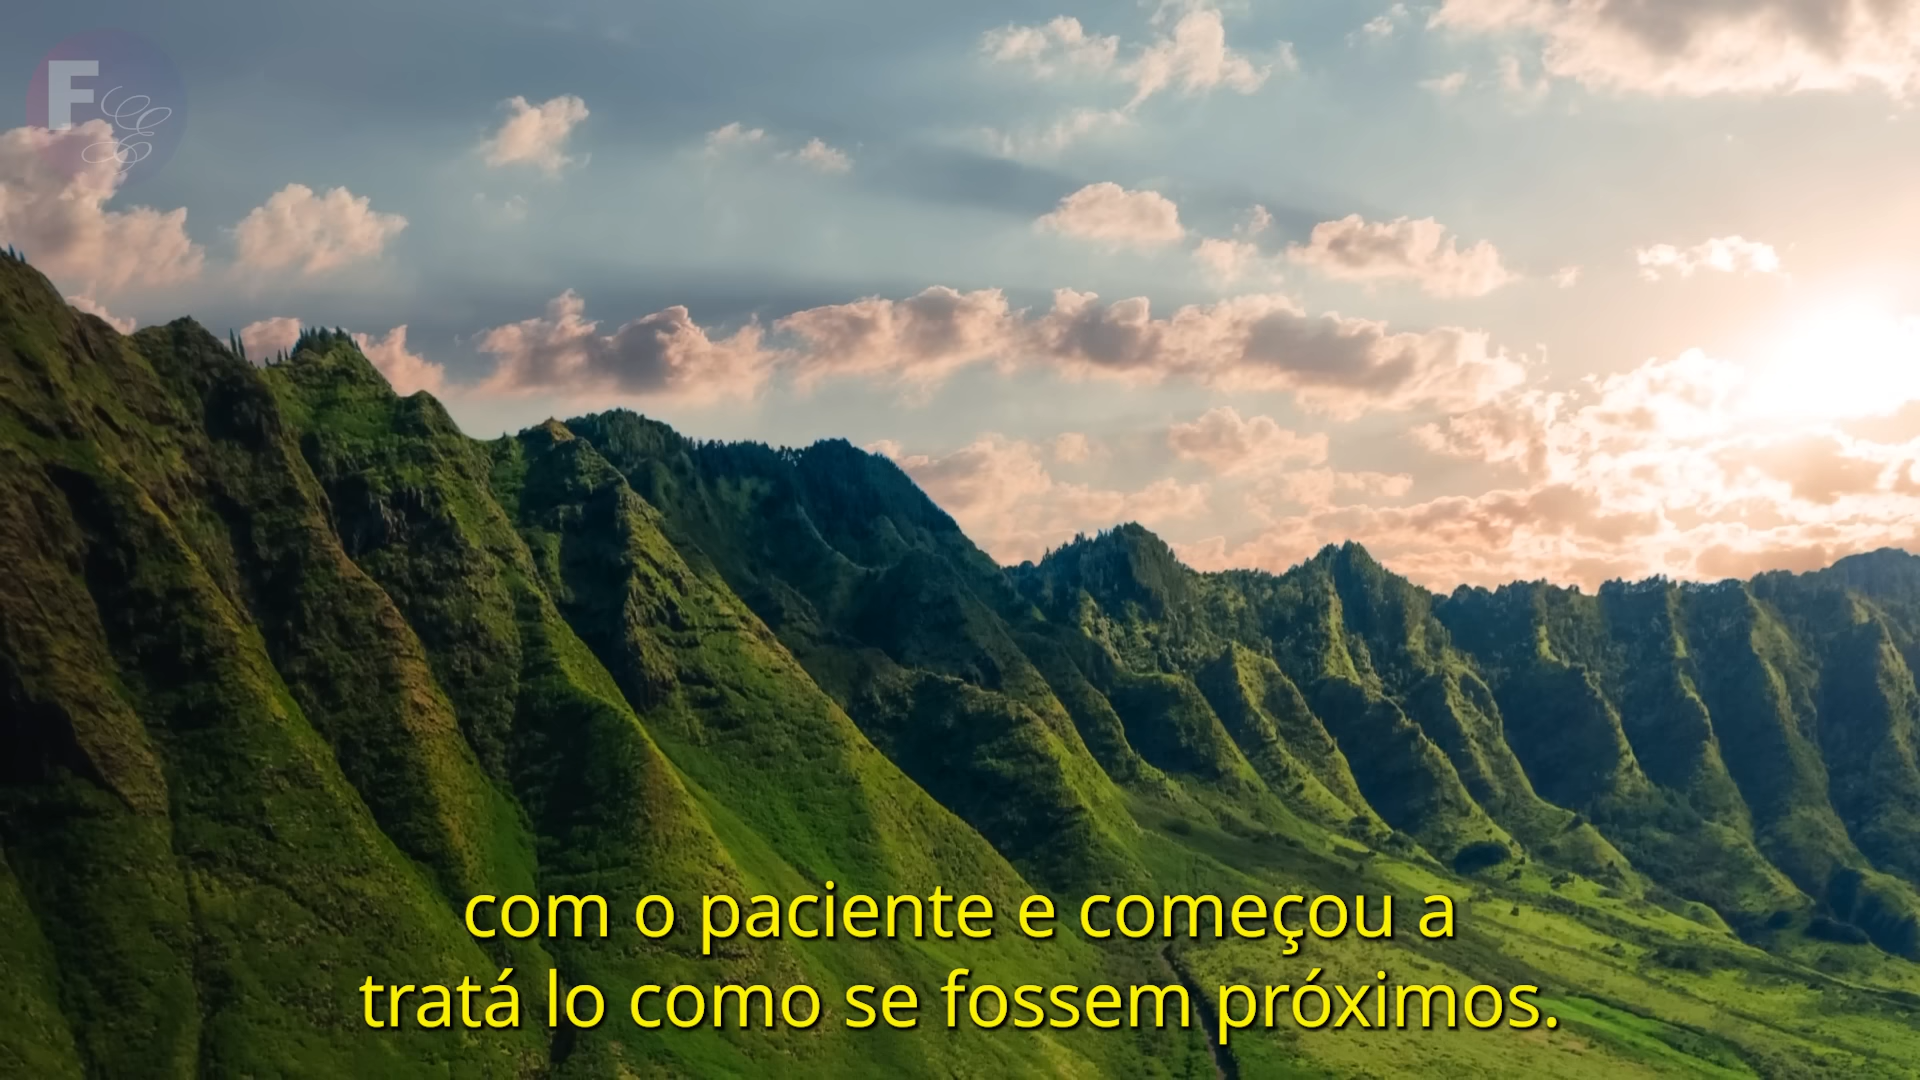 F
com o paciente e começou a
tratá lo como se fossem próximos.